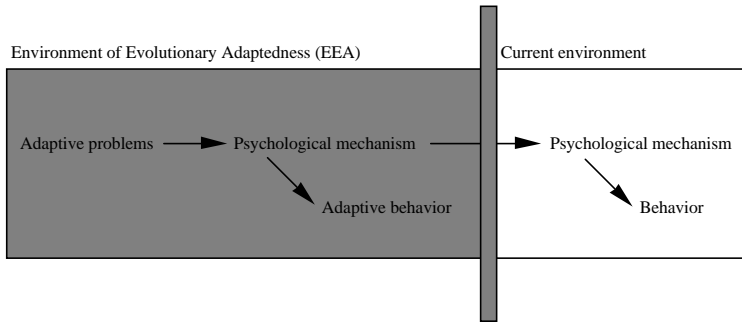 Environment of Evolutionary Adaptedness (EEA)
Current environment
Adaptive problems
Psychological mechanism
Psychological mechanism
Adaptive behavior
Behavior